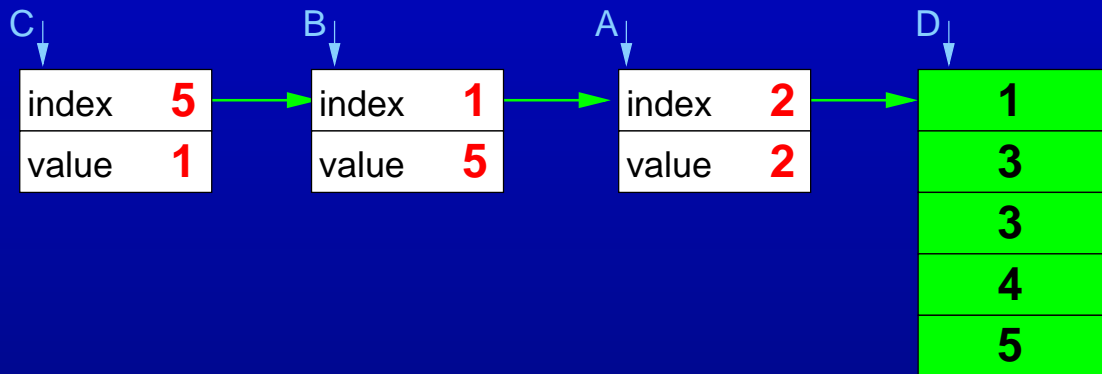 C B A D
index 5 index 1 index 2 1
value 1 value 5 value 2 3
3
4
5